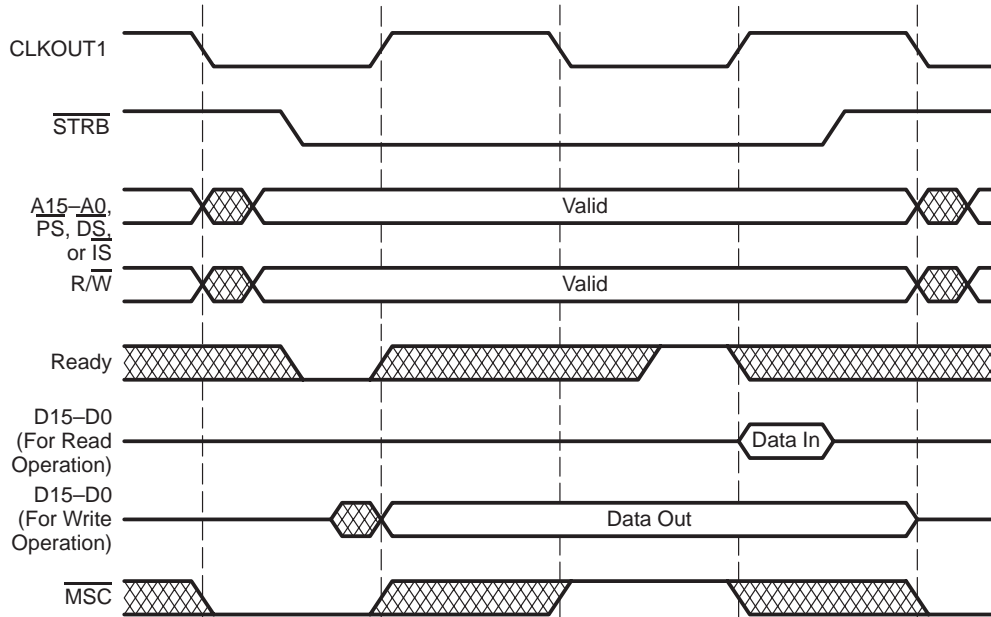 CLKOUT1
STRB
A15–A0,
PS, DS,
or IS
Valid
R/W
Valid
Ready
D15–D0
(For Read
Operation)
Data In
D15–D0
(For Write
Operation)
Data Out
MSC